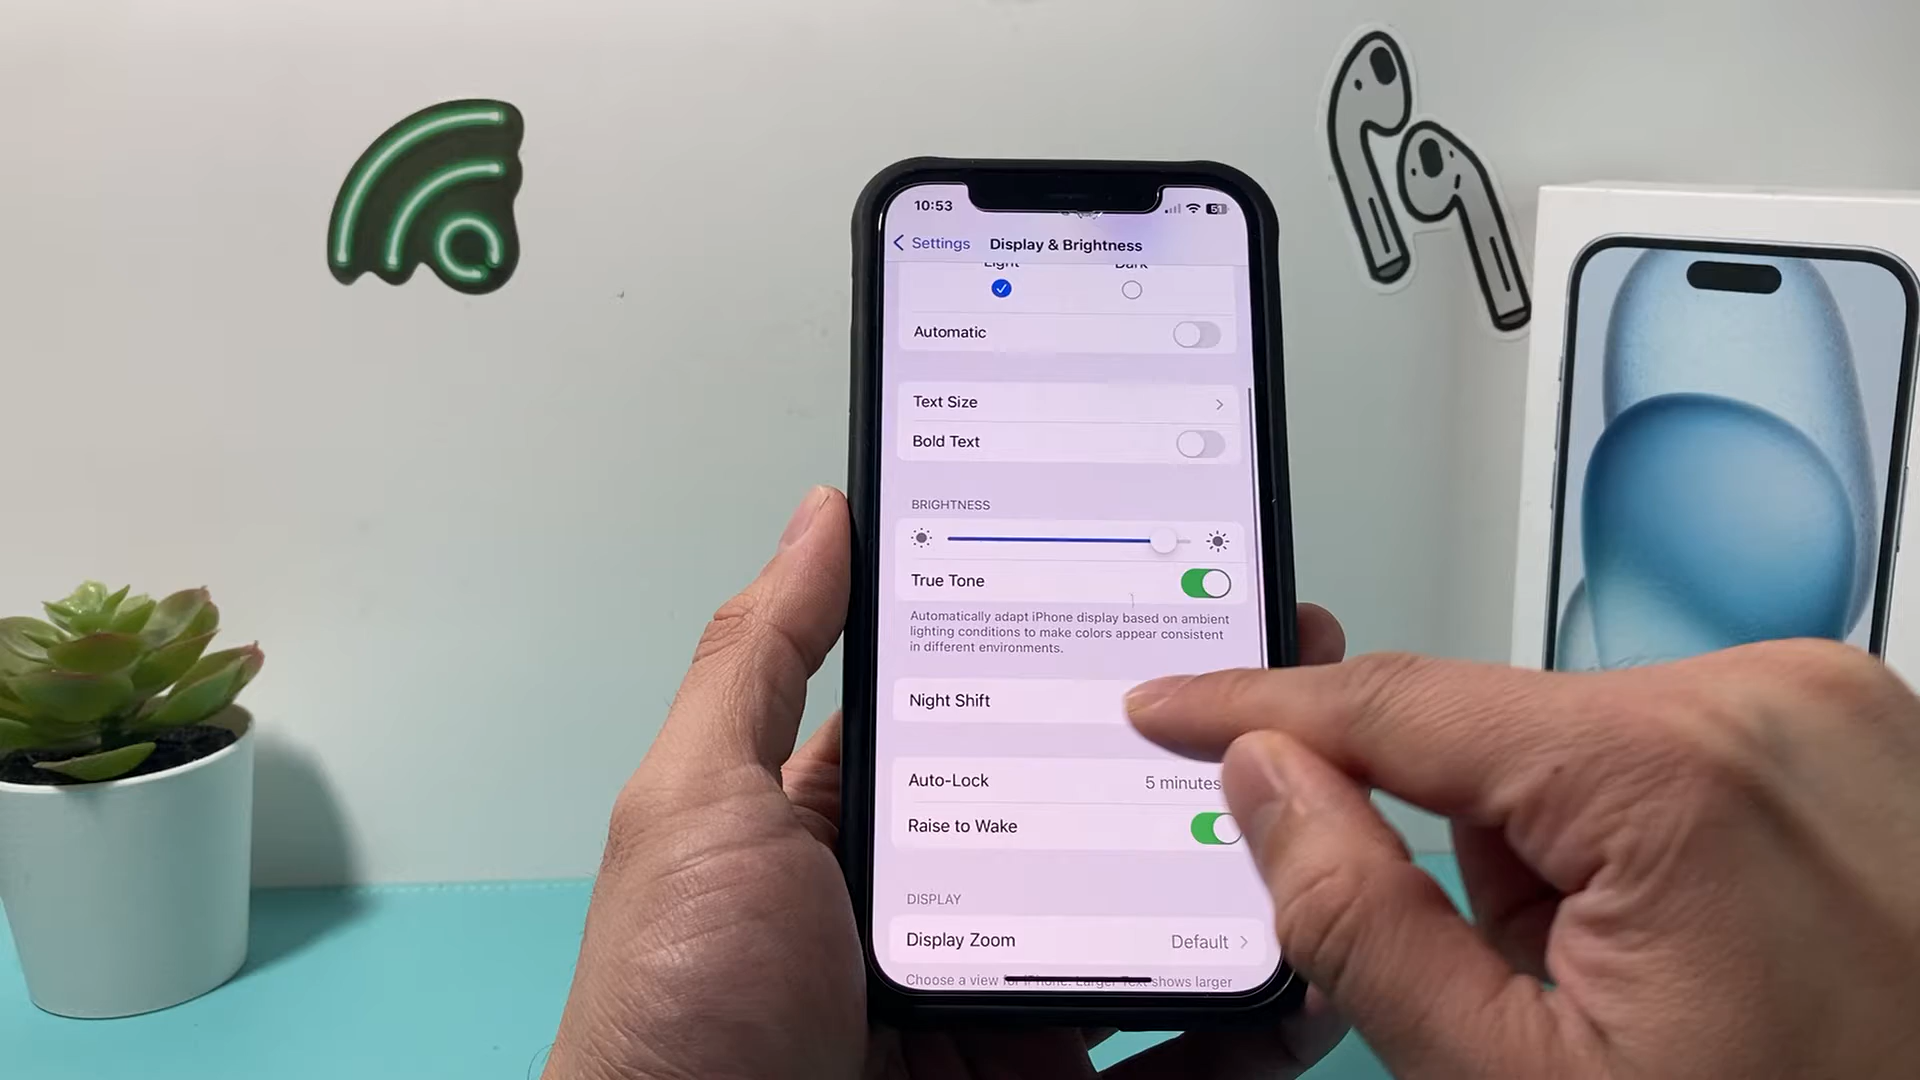 10:53
51
Settings
Display & Brightness
Light
Dark
Automatic
Text Size
Bold Text
BRIGHTNESS
True Tone
Automatically adapt iPhone display based on ambient
lighting conditions to make colors appear consistent
in different environments.
Night Shift
Auto-Lock
5 minutes
Raise to Wake
DISPLAY
Display Zoom
Default
Choose a view for iPhone. Larger Text shows larger